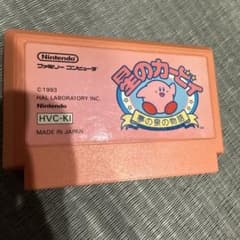 Nintendo
ファミリーコンピュータ
©1993
HAL LABORATORY INC.
Nintendo
HVC-KI
MADE IN JAPAN
星のカービィ
夢の泉の物語